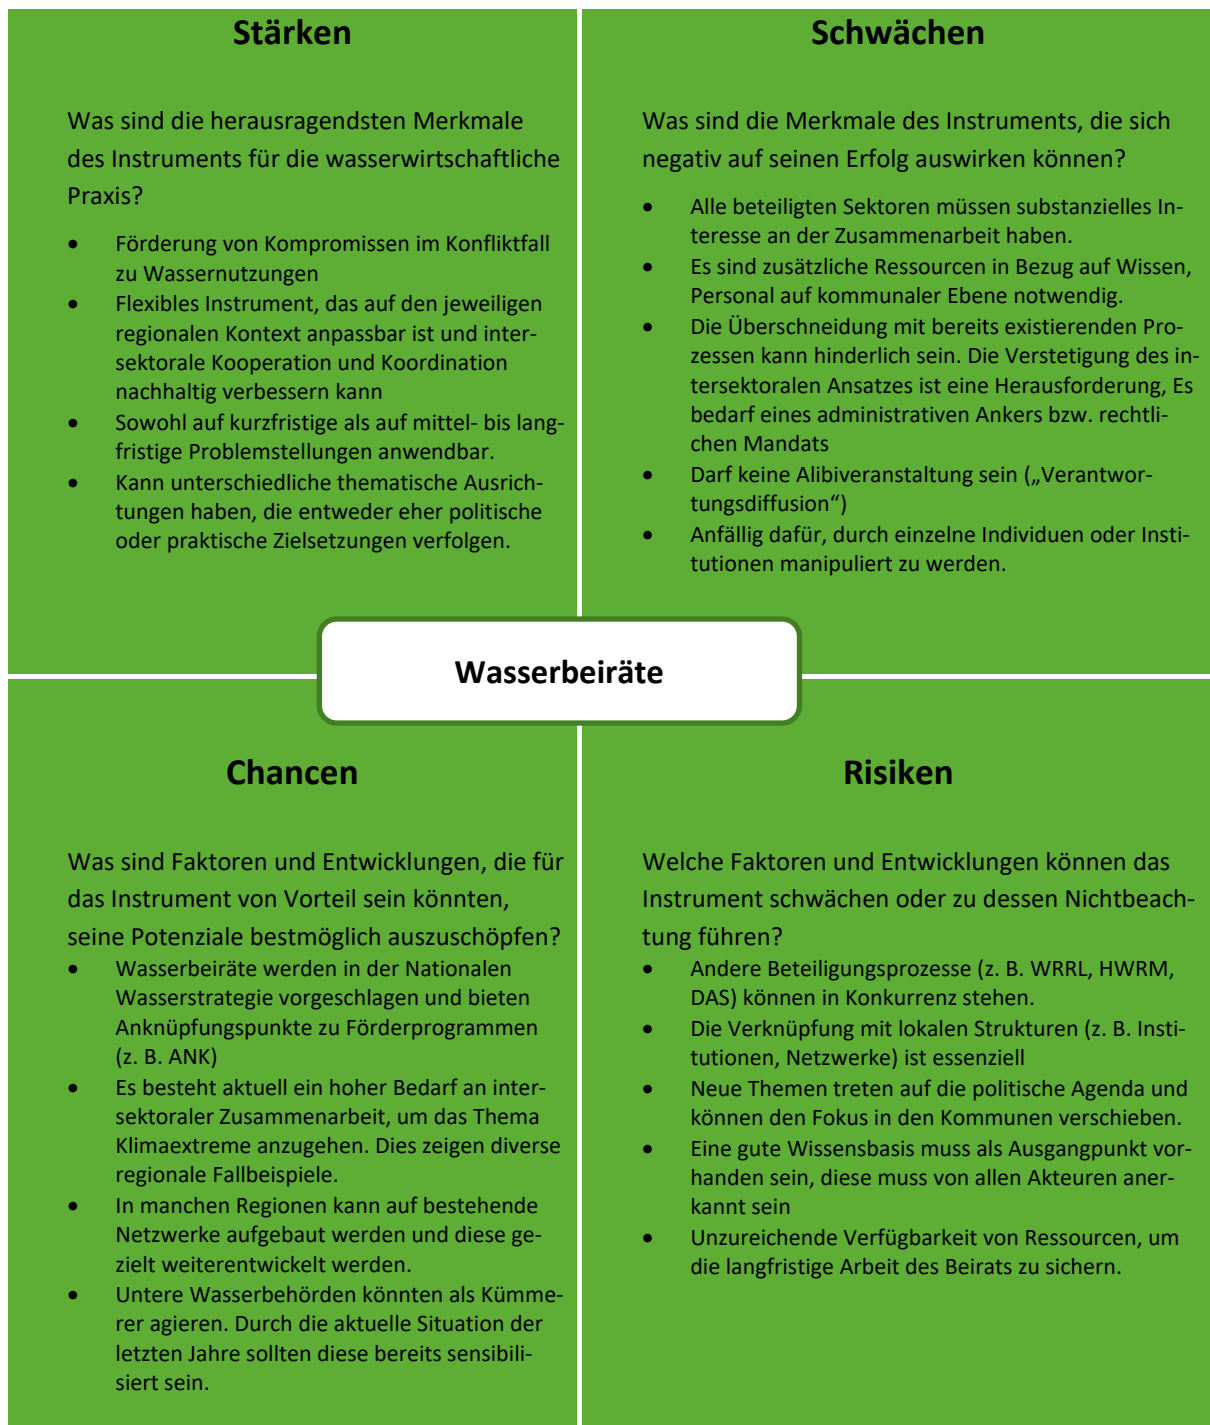 Stärken
Was sind die herausragendsten Merkmale
des Instruments für die wasserwirtschaftliche
Praxis?
• Förderung von Kompromissen im Konfliktfall
zu Wassernutzungen
• Flexibles Instrument, das auf den jeweiligen
regionalen Kontext anpassbar ist und inter-
sektorale Kooperation und Koordination
nachhaltig verbessern kann
• Sowohl auf kurzfristige als auf mittel- bis lang-
fristige Problemstellungen anwendbar.
• Kann unterschiedliche thematische Ausrich-
tungen haben, die entweder eher politische
oder praktische Zielsetzungen verfolgen.
Schwächen
Was sind die Merkmale des Instruments, die sich
negativ auf seinen Erfolg auswirken können?
• Alle beteiligten Sektoren müssen substanzielles In-
teresse an der Zusammenarbeit haben.
• Es sind zusätzliche Ressourcen in Bezug auf Wissen,
Personal auf kommunaler Ebene notwendig.
• Die Überschneidung mit bereits existierenden Pro-
zessen kann hinderlich sein. Die Verstetigung des in-
tersektoralen Ansatzes ist eine Herausforderung, Es
bedarf eines administrativen Ankers bzw. rechtli-
chen Mandats
• Darf keine Alibiveranstaltung sein („Verantwor-
tungsdiffusion“)
• Anfällig dafür, durch einzelne Individuen oder Insti-
tutionen manipuliert zu werden.
Wasserbeiräte
Chancen
Was sind Faktoren und Entwicklungen, die für
das Instrument von Vorteil sein könnten,
seine Potenziale bestmöglich auszuschöpfen?
• Wasserbeiräte werden in der Nationalen
Wasserstrategie vorgeschlagen und bieten
Anknüpfungspunkte zu Förderprogrammen
(z. B. ANK)
• Es besteht aktuell ein hoher Bedarf an inter-
sektoraler Zusammenarbeit, um das Thema
Klimaextreme anzugehen. Dies zeigen diverse
regionale Fallbeispiele.
• In manchen Regionen kann auf bestehende
Netzwerke aufgebaut werden und diese ge-
zielt weiterentwickelt werden.
• Untere Wasserbehörden könnten als Kümme-
rer agieren. Durch die aktuelle Situation der
letzten Jahre sollten diese bereits sensibili-
siert sein.
Risiken
Welche Faktoren und Entwicklungen können das
Instrument schwächen oder zu dessen Nichtbeach-
tung führen?
• Andere Beteiligungsprozesse (z. B. WRRL, HWRM,
DAS) können in Konkurrenz stehen.
• Die Verknüpfung mit lokalen Strukturen (z. B. Insti-
tutionen, Netzwerke) ist essenziell
• Neue Themen treten auf die politische Agenda und
können den Fokus in den Kommunen verschieben.
• Eine gute Wissensbasis muss als Ausgangpunkt vor-
handen sein, diese muss von allen Akteuren aner-
kannt sein
• Unzureichende Verfügbarkeit von Ressourcen, um
die langfristige Arbeit des Beirats zu sichern.